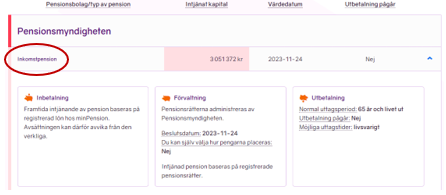 Pensionsbolag/typ av pension Intjänat kapital Värdedatum Utbetalning pågår
Pensionsmyndigheten
Inkomstpension 3 051 372 kr 2023-11-24 Nej
Inbetalning
Framtida intjänande av pension baseras på
registrerad lön hos minPension.
Avsättningen kan därför avvika från den
verkliga.
Förvaltning
Pensionsrätterna administreras av
Pensionsmyndigheten.
Beslutsdatum: 2023-11-24
Du kan själv välja hur pengarna placeras:
Nej
Intjänad pension baseras på registrerade
pensionsrätter.
Utbetalning
Normal uttagsperiod: 65 år och livet ut
Utbetalning pågår: Nej
Möjliga uttagstider: livsvarigt